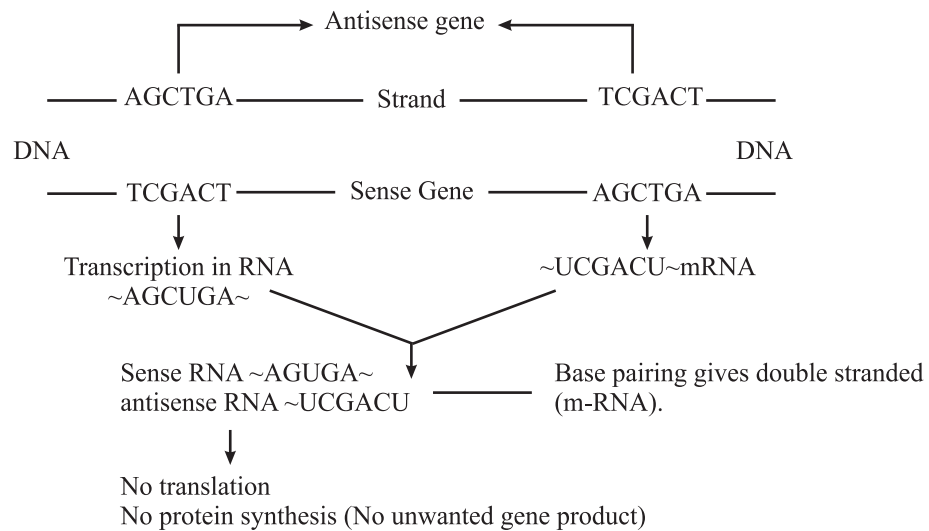 Antisense gene
AGCTGA Strand TCGACT
DNA DNA
TCGACT Sense Gene AGCTGA
Transcription in RNA ~UCGACU~mRNA
~AGCUGA~
Sense RNA ~AGUGA~ Base pairing gives double stranded
antisense RNA ~UCGACU (m-RNA).
No translation
No protein synthesis (No unwanted gene product)